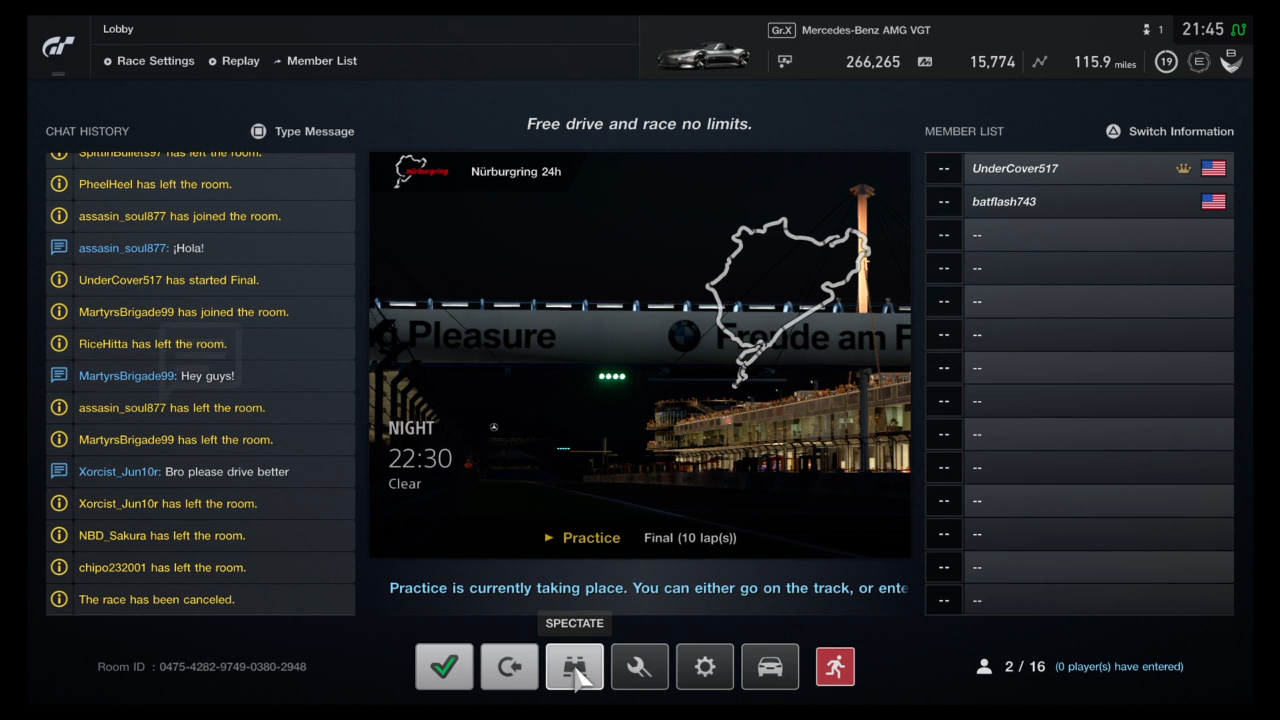 Lobby
Race Settings Replay Member List
Gr.X Mercedes-Benz AMG VGT
1 21:45
266,265 15,774 115.9 miles 19 E B
CHAT HISTORY Type Message
SpittinBullets97 has left the room.
PheelHeel has left the room.
assasin_soul877 has joined the room.
assasin_soul877: ¡Hola!
UnderCover517 has started Final.
MartyrsBrigade99 has joined the room.
RiceHitta has left the room.
MartyrsBrigade99: Hey guys!
assasin_soul877 has left the room.
MartyrsBrigade99 has left the room.
Xorcist_Jun10r: Bro please drive better
Xorcist_Jun10r has left the room.
NBD_Sakura has left the room.
chipo232001 has left the room.
The race has been canceled.
Free drive and race no limits.
nürburgring Nürburgring 24h
Pleasure Freude am F
NIGHT
22:30
Clear
Practice Final (10 lap(s))
Practice is currently taking place. You can either go on the track, or ente
SPECTATE
MEMBER LIST Switch Information
-- UnderCover517
-- batflash743
-- --
-- --
-- --
-- --
-- --
-- --
-- --
-- --
-- --
-- --
-- --
-- --
Room ID : 0475-4282-9749-0380-2948
2 / 16 (0 player(s) have entered)